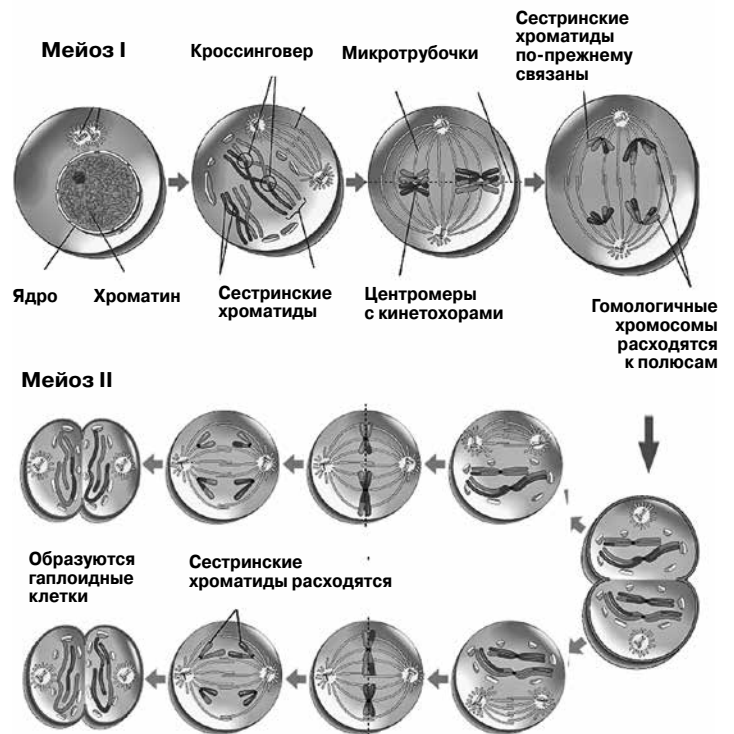 Мейоз I
Кроссинговер
Микротрубочки
Сестринские
хроматиды
по-прежнему
связаны
Ядро
Хроматин
Сестринские
хроматиды
Центромеры
с кинетохорами
Гомологичные
хромосомы
расходятся
к полюсам
Мейоз II
Образуются
гаплоидные
клетки
Сестринские
хроматиды расходятся